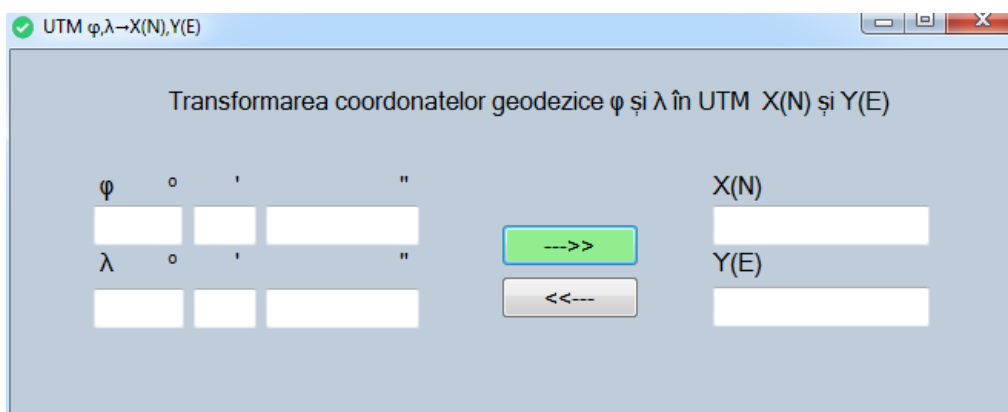 UTM φ,λ→X(N),Y(E)
Transformarea coordonatelor geodezice φ și λ în UTM X(N) și Y(E)
φ º ' " X(N)
--->>
λ º ' " Y(E)
<<---